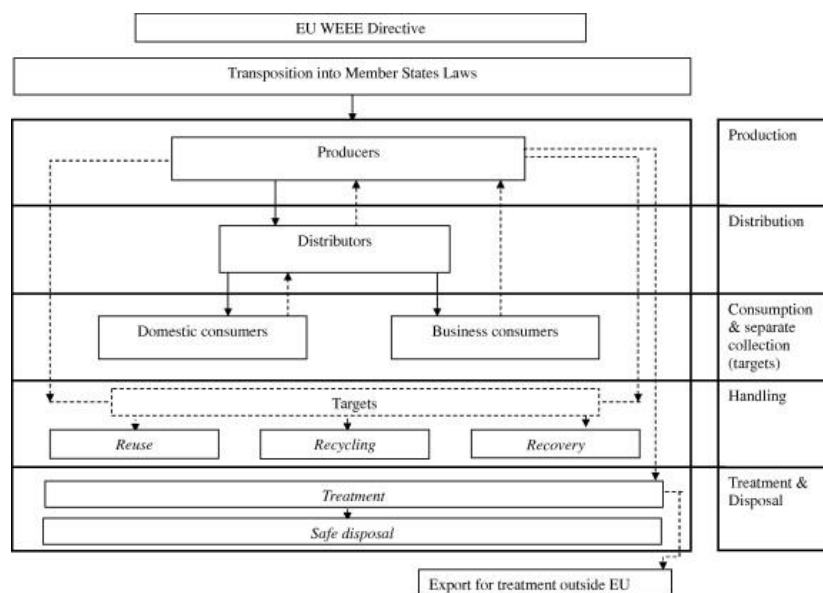 EU WEEE Directive
Transposition into Member States Laws
Producers
Production
Distributors
Distribution
Domestic consumers
Business consumers
Consumption
& separate
collection
(targets)
Targets
Handling
Reuse
Recycling
Recovery
Treatment
Treatment &
Disposal
Safe disposal
Export for treatment outside EU